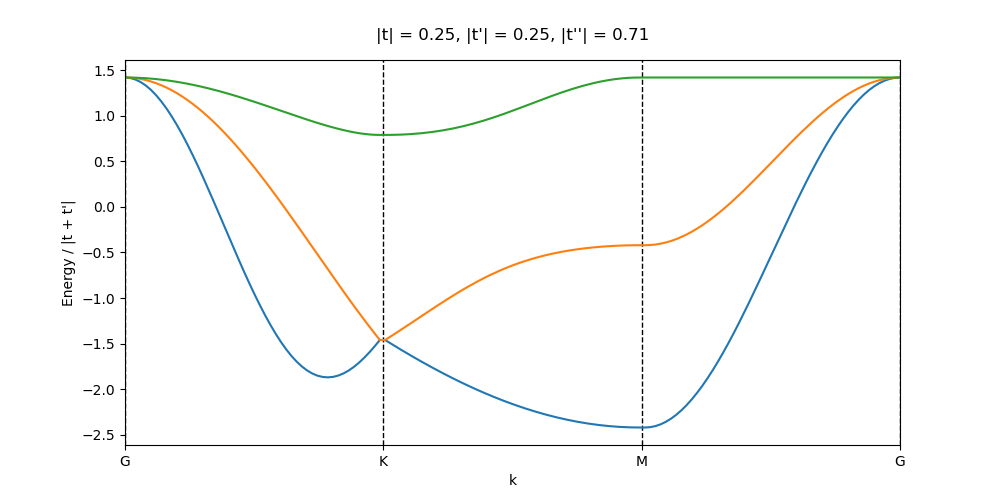 |t| = 0.25, |t'| = 0.25, |t''| = 0.71
Energy / |t + t'|
1.5
1.0
0.5
0.0
−0.5
−1.0
−1.5
−2.0
−2.5
G K M G
k